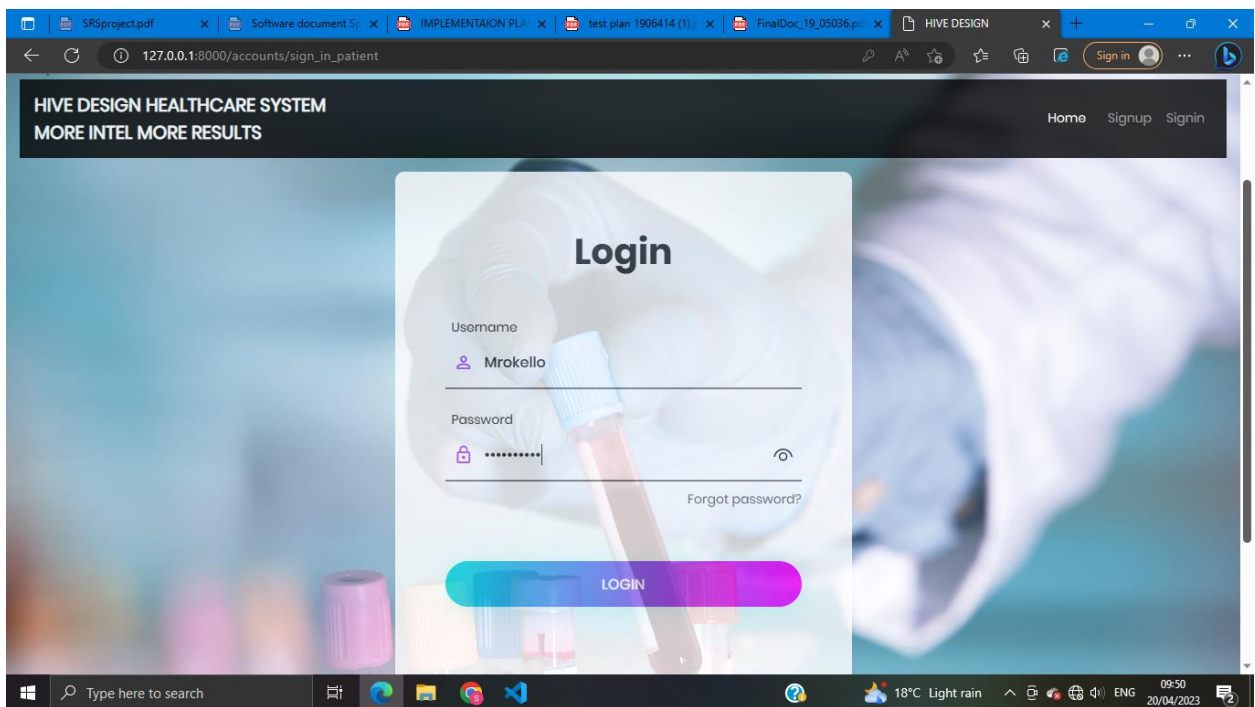 SRSproject.pdf
Software document Sp
IMPLEMENTAION PLA
test plan 1906414 (1).p
FinalDoc_19_05036.pd
HIVE DESIGN
127.0.0.1:8000/accounts/sign_in_patient
Sign in
HIVE DESIGN HEALTHCARE SYSTEM
MORE INTEL MORE RESULTS
Home Signup Signin
Login
Username
Mrokello
Password
••••••••••
Forgot password?
LOGIN
Type here to search
18°C Light rain
ENG
09:50
20/04/2023
2